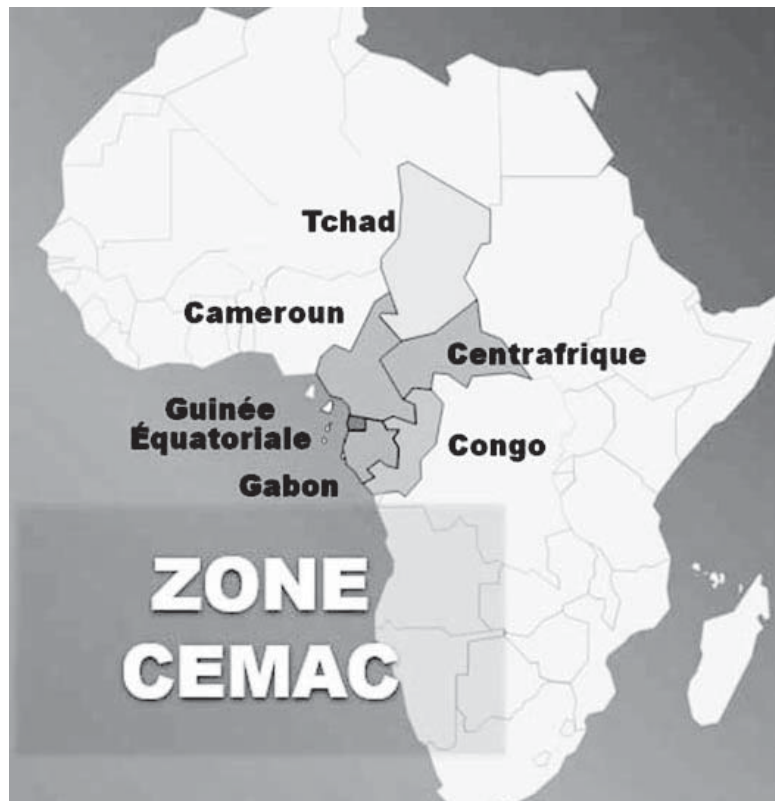 Tchad
Cameroun
Centrafrique
Guinée
Équatoriale
Congo
Gabon
ZONE
CEMAC